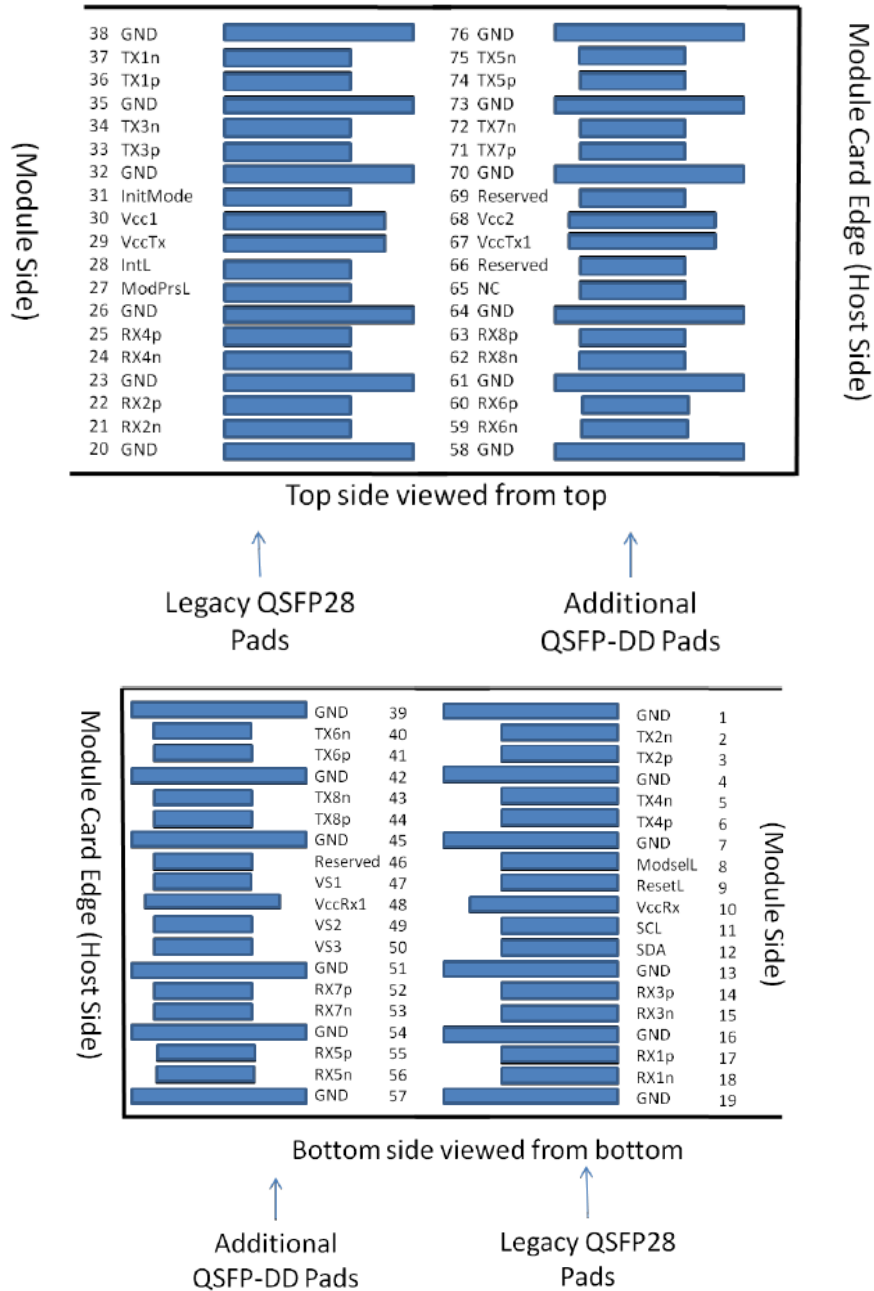 38 GND 76 GND
37 TX1n 75 TX5n
36 TX1p 74 TX5p
35 GND 73 GND
34 TX3n 72 TX7n
33 TX3p 71 TX7p
32 GND 70 GND
31 InitMode 69 Reserved
30 Vcc1 68 Vcc2
29 VccTx 67 VccTx1
28 IntL 66 Reserved
27 ModPrsL 65 NC
26 GND 64 GND
25 RX4p 63 RX8p
24 RX4n 62 RX8n
23 GND 61 GND
22 RX2p 60 RX6p
21 RX2n 59 RX6n
20 GND 58 GND
(Module Side)
Module Card Edge (Host Side)
Top side viewed from top
Legacy QSFP28
Pads
Additional
QSFP-DD Pads
Module Card Edge (Host Side)
GND 39 GND 1
TX6n 40 TX2n 2
TX6p 41 TX2p 3
GND 42 GND 4
TX8n 43 TX4n 5
TX8p 44 TX4p 6
GND 45 GND 7
Reserved 46 ModselL 8
VS1 47 ResetL 9
VccRx1 48 VccRx 10
VS2 49 SCL 11
VS3 50 SDA 12
GND 51 GND 13
RX7p 52 RX3p 14
RX7n 53 RX3n 15
GND 54 GND 16
RX5p 55 RX1p 17
RX5n 56 RX1n 18
GND 57 GND 19
(Module Side)
Bottom side viewed from bottom
Additional
QSFP-DD Pads
Legacy QSFP28
Pads